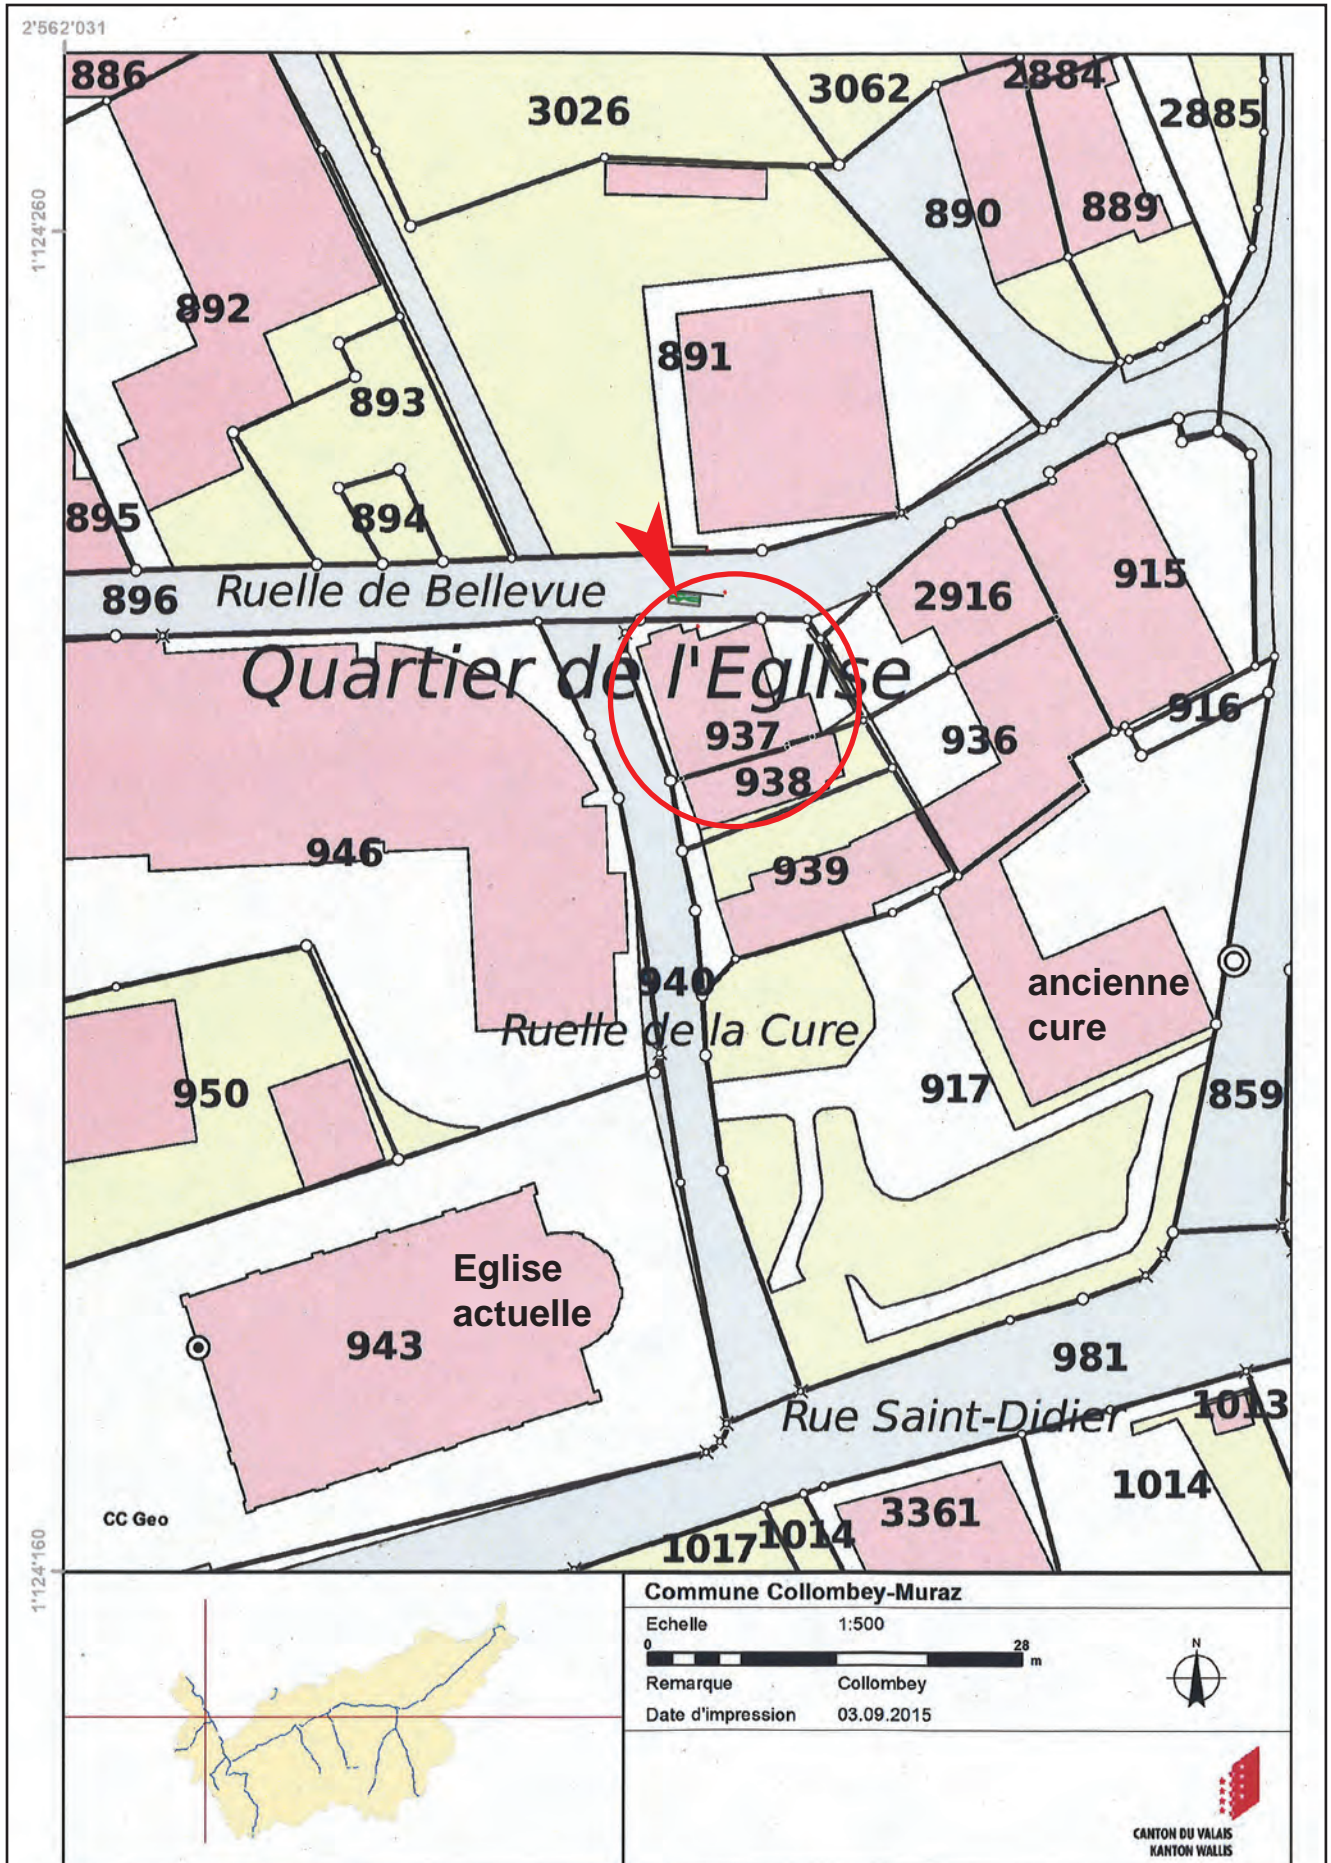 2'562'031
886
3026
3062
2884
2885
1'124'260
890
889
892
891
893
895
894
915
Ruelle de Bellevue
896
2916
Quartier de l'Eglise
916
937
936
938
946
939
940
ancienne
cure
Ruelle de la Cure
950
917
859
Eglise
actuelle
943
981
Rue Saint-Didier
1013
1014
3361
CC Geo
1017
1014
1'124'160
Commune Collombey-Muraz
Echelle 1:500
0 28
m
N
Remarque Collombey
Date d'impression 03.09.2015
CANTON DU VALAIS
KANTON WALLIS